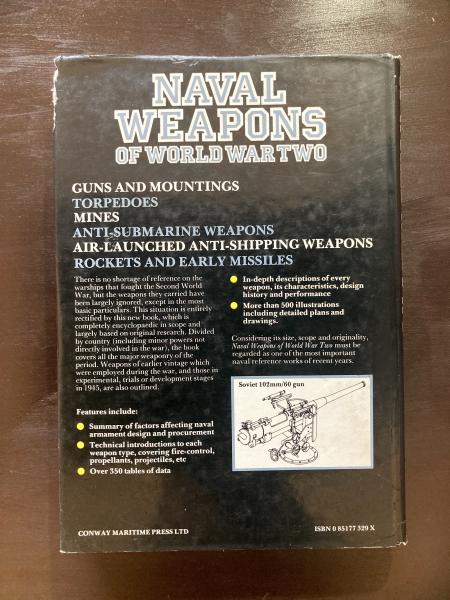 NAVAL
WEAPONS
OF WORLD WAR TWO
GUNS AND MOUNTINGS
TORPEDOES
MINES
ANTI-SUBMARINE WEAPONS
AIR-LAUNCHED ANTI-SHIPPING WEAPONS
ROCKETS AND EARLY MISSILES
There is no shortage of reference on the
warships that fought the Second World
War, but the weapons they carried have
been largely ignored, except in the most
basic particulars. This situation is entirely
rectified by this new book, which is
completely encyclopaedic in scope and
largely based on original research. Divided
by country (including minor powers not
directly involved in the war), the book
covers all the major weaponry of the
period. Weapons of earlier vintage which
were employed during the war, and those in
experimental, trials or development stages
in 1945, are also outlined.
Features include:
Summary of factors affecting naval
armament design and procurement
Technical introductions to each
weapon type, covering fire-control,
propellants, projectiles, etc
Over 350 tables of data
In-depth descriptions of every
weapon, its characteristics, design
history and performance
More than 500 illustrations
including detailed plans and
drawings.
Considering its size, scope and originality,
Naval Weapons of World War Two must be
regarded as one of the most important
naval reference works of recent years.
Soviet 102mm/60 gun
CONWAY MARITIME PRESS LTD
ISBN 0 85177 329 X